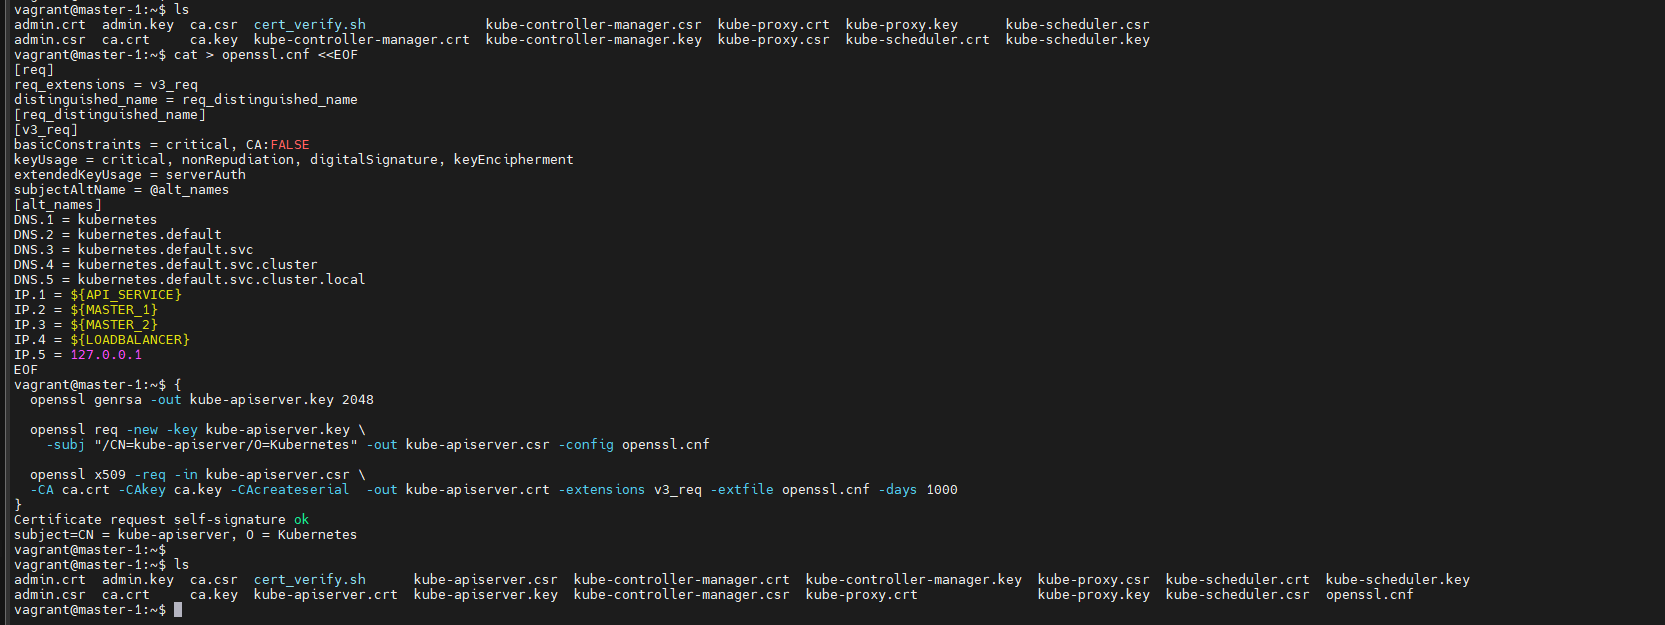 vagrant@master-1:~$ ls
admin.crt  admin.key  ca.csr  cert_verify.sh               kube-controller-manager.csr  kube-proxy.crt  kube-proxy.key      kube-scheduler.csr
admin.csr  ca.crt     ca.key  kube-controller-manager.crt  kube-controller-manager.key  kube-proxy.csr  kube-scheduler.crt  kube-scheduler.key
vagrant@master-1:~$ cat > openssl.cnf <<EOF
[req]
req_extensions = v3_req
distinguished_name = req_distinguished_name
[req_distinguished_name]
[v3_req]
basicConstraints = critical, CA:FALSE
keyUsage = critical, nonRepudiation, digitalSignature, keyEncipherment
extendedKeyUsage = serverAuth
subjectAltName = @alt_names
[alt_names]
DNS.1 = kubernetes
DNS.2 = kubernetes.default
DNS.3 = kubernetes.default.svc
DNS.4 = kubernetes.default.svc.cluster
DNS.5 = kubernetes.default.svc.cluster.local
IP.1 = ${API_SERVICE}
IP.2 = ${MASTER_1}
IP.3 = ${MASTER_2}
IP.4 = ${LOADBALANCER}
IP.5 = 127.0.0.1
EOF
vagrant@master-1:~$ {
  openssl genrsa -out kube-apiserver.key 2048

  openssl req -new -key kube-apiserver.key \
    -subj "/CN=kube-apiserver/O=Kubernetes" -out kube-apiserver.csr -config openssl.cnf

  openssl x509 -req -in kube-apiserver.csr \
  -CA ca.crt -CAkey ca.key -CAcreateserial  -out kube-apiserver.crt -extensions v3_req -extfile openssl.cnf -days 1000
}
Certificate request self-signature ok
subject=CN = kube-apiserver, O = Kubernetes
vagrant@master-1:~$
vagrant@master-1:~$ ls
admin.crt  admin.key  ca.csr  cert_verify.sh      kube-apiserver.csr  kube-controller-manager.crt  kube-controller-manager.key  kube-proxy.csr  kube-scheduler.crt  kube-scheduler.key
admin.csr  ca.crt     ca.key  kube-apiserver.crt  kube-apiserver.key  kube-controller-manager.csr  kube-proxy.crt               kube-proxy.key  kube-scheduler.csr  openssl.cnf
vagrant@master-1:~$